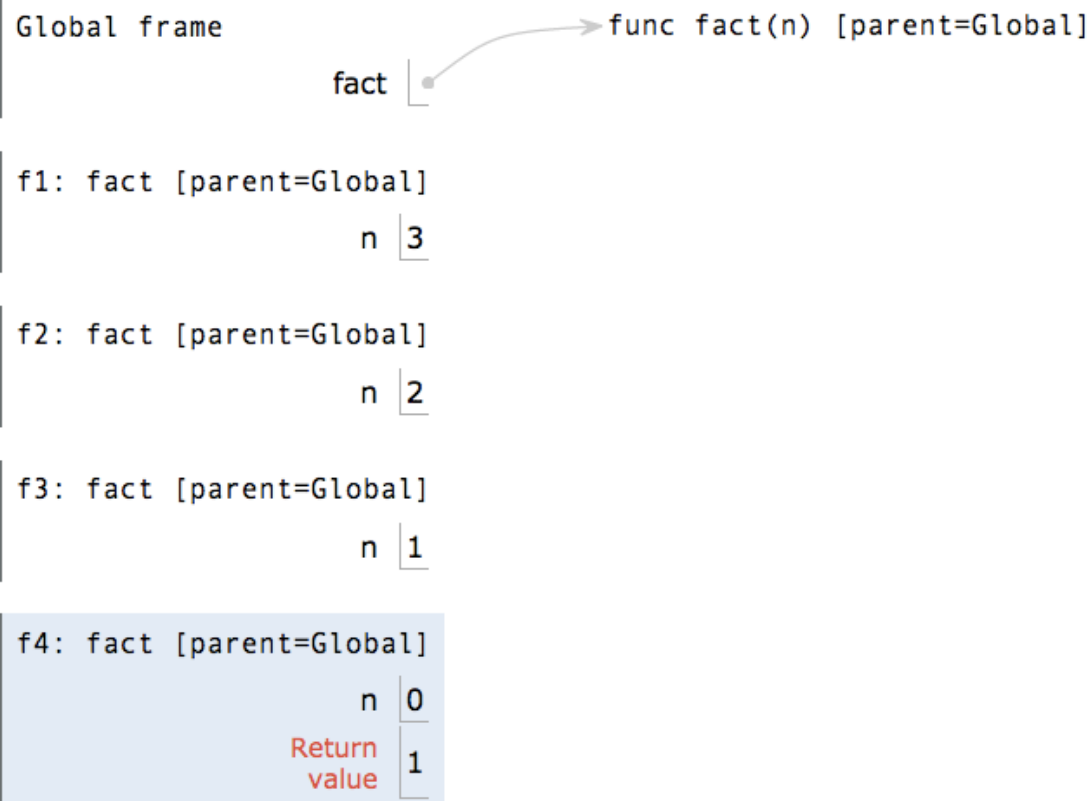 Global frame
func fact(n) [parent=Global]
fact
f1: fact [parent=Global]
n 3
f2: fact [parent=Global]
n 2
f3: fact [parent=Global]
n 1
f4: fact [parent=Global]
n 0
Return
value 1